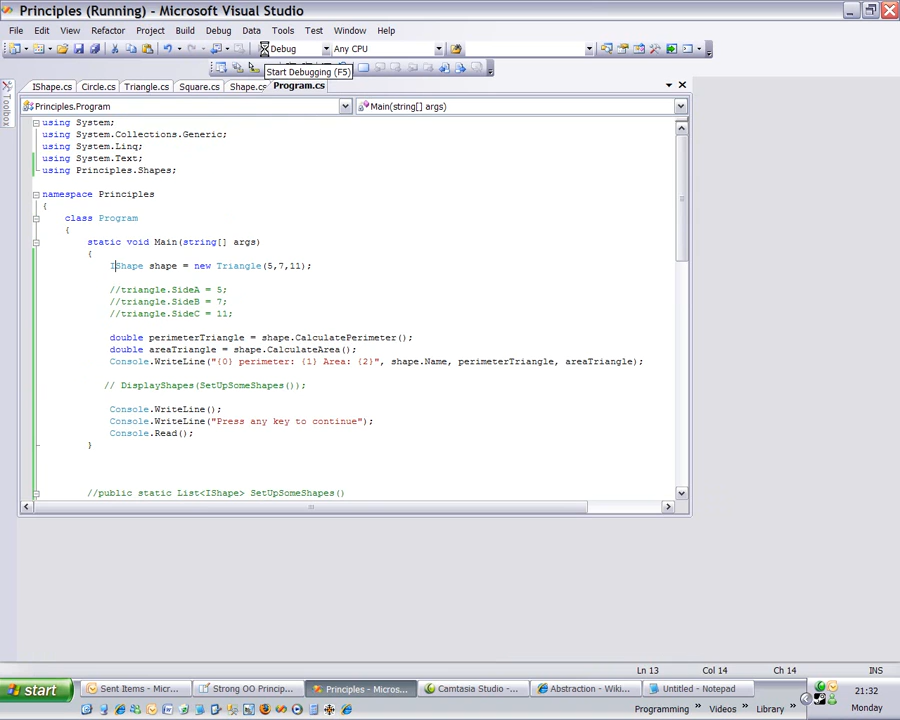 Principles (Running) - Microsoft Visual Studio
File Edit View Refactor Project Build Debug Data Tools Test Window Help
Debug Any CPU
Start Debugging (F5)
IShape.cs Circle.cs Triangle.cs Square.cs Shape.cs Program.cs
Toolbox
Principles.Program Main(string[] args)
using System;
using System.Collections.Generic;
using System.Linq;
using System.Text;
using Principles.Shapes;
namespace Principles
{
class Program
{
static void Main(string[] args)
{
IShape shape = new Triangle(5,7,11);
//triangle.SideA = 5;
//triangle.SideB = 7;
//triangle.SideC = 11;
double perimeterTriangle = shape.CalculatePerimeter();
double areaTriangle = shape.CalculateArea();
Console.WriteLine("{0} perimeter: {1} Area: {2}", shape.Name, perimeterTriangle, areaTriangle);
// DisplayShapes(SetUpSomeShapes());
Console.WriteLine();
Console.WriteLine("Press any key to continue");
Console.Read();
}
//public static List<IShape> SetUpSomeShapes()
Ln 13 Col 14 Ch 14 INS
start Sent Items - Micr... Strong OO Princip... Principles - Micros... Camtasia Studio -... Abstraction - Wiki... Untitled - Notepad 21:32
Programming » Videos » Library » Monday